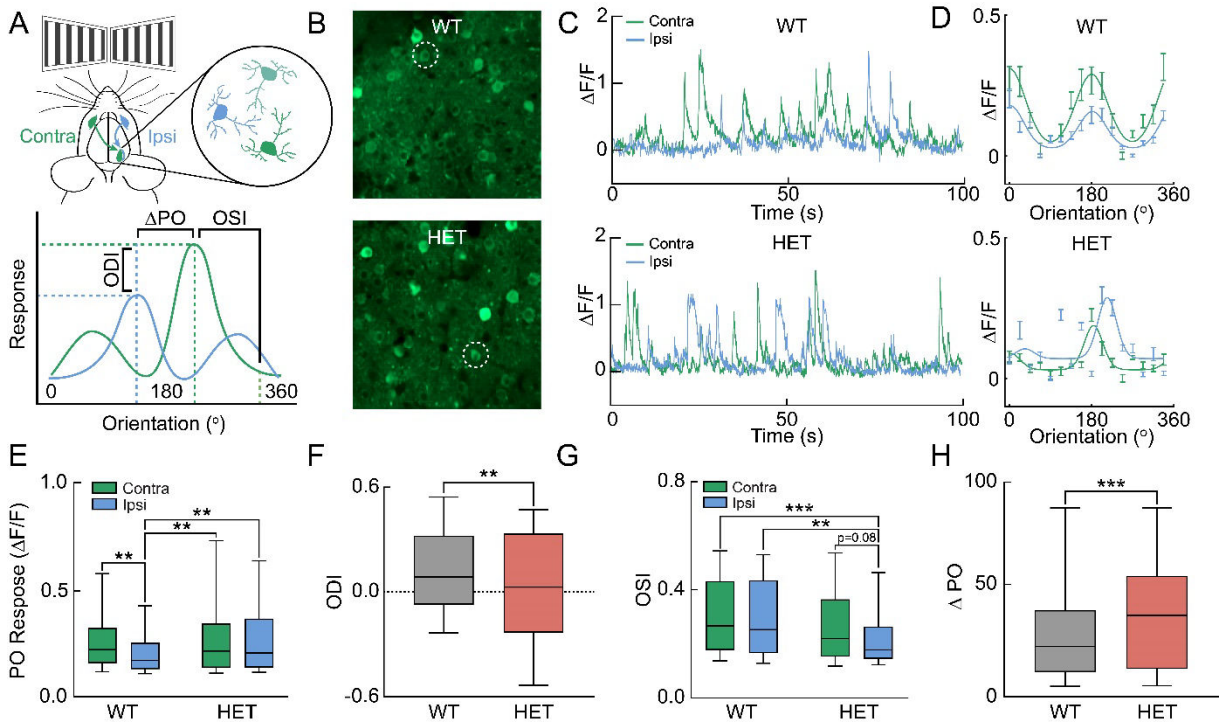 A
Contra
Ipsi
ΔPO
OSI
ODI
Response
0
180
360
Orientation (°)
B
WT
HET
C
WT
Contra
Ipsi
2
1
0
ΔF/F
0
50
100
Time (s)
HET
Contra
Ipsi
2
1
0
ΔF/F
0
50
100
Time (s)
D
WT
0.5
0
ΔF/F
0
180
360
Orientation (°)
HET
0.5
0
ΔF/F
0
180
360
Orientation (°)
E
Contra
Ipsi
1.0
0.5
0.0
PO Respose (ΔF/F)
**
**
**
WT
HET
F
**
0.6
0.0
-0.6
ODI
WT
HET
G
Contra
Ipsi
***
**
p=0.08
0.8
0.4
0.0
OSI
WT
HET
H
***
100
50
0
Δ PO
WT
HET